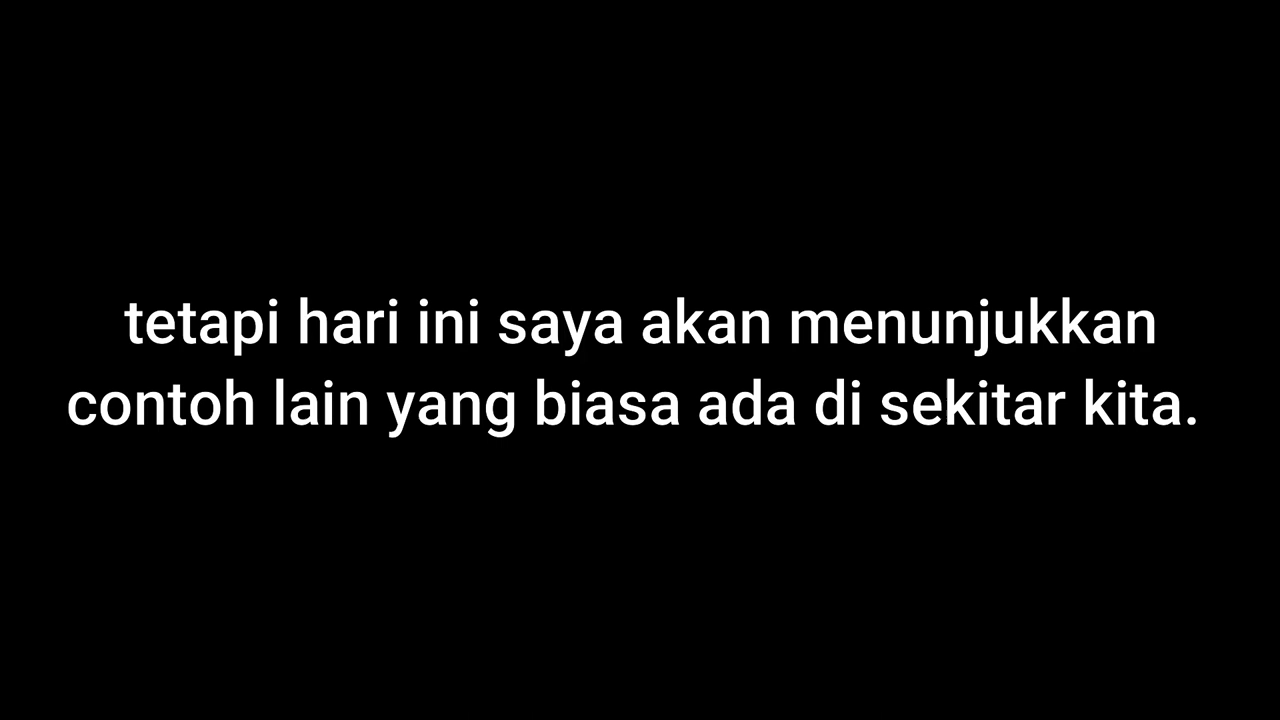 tetapi hari ini saya akan menunjukkan
contoh lain yang biasa ada di sekitar kita.